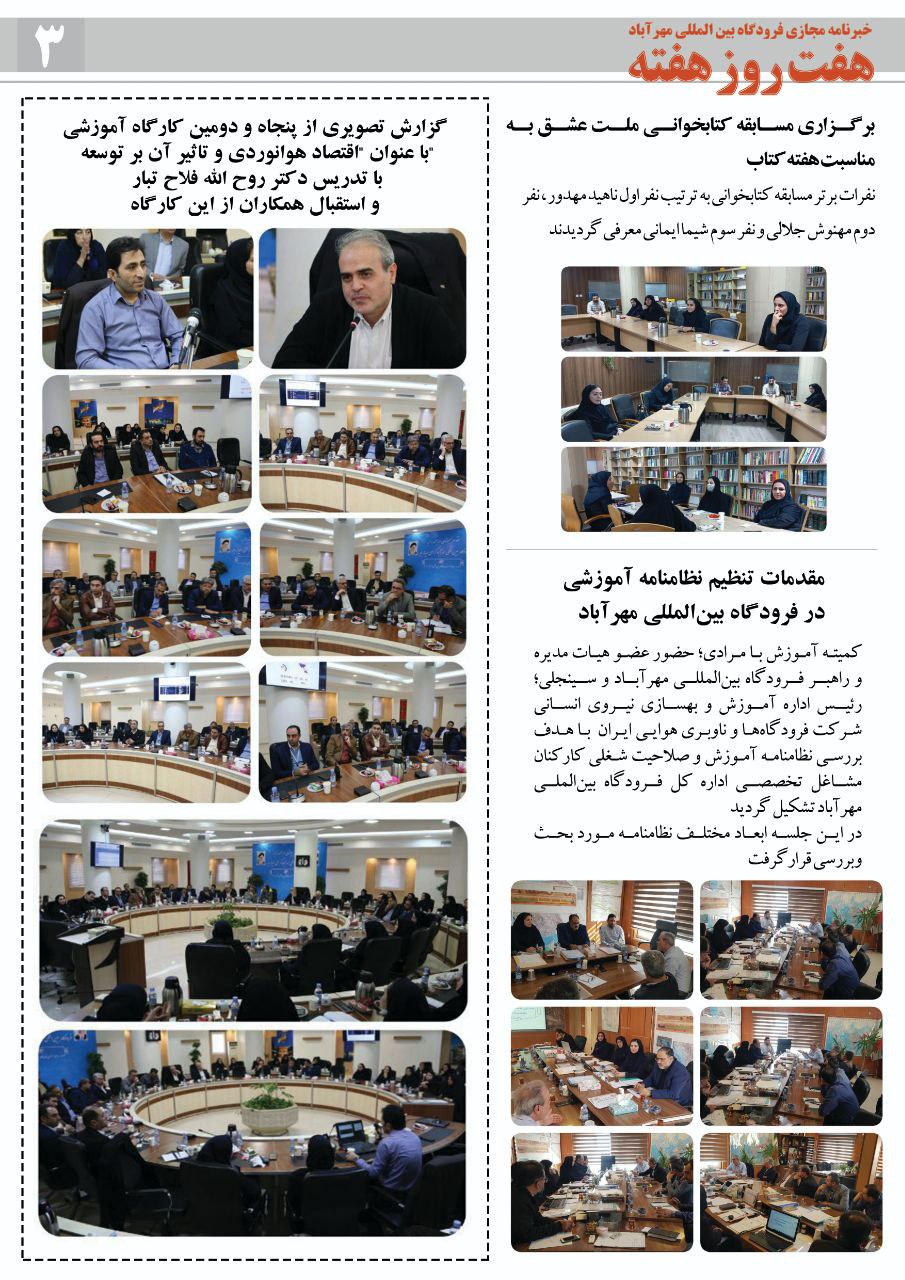 خبرنامه مجازی فرودگاه بین المللی مهرآباد
هفت روز هفته
۳
برگزاری مسابقه کتابخوانی ملت عشق به
مناسبت هفته کتاب
نفرات برتر مسابقه کتابخوانی به ترتیب نفر اول ناهید مهدور، نفر
دوم مهنوش جلالی و نفر سوم شیما ایمانی معرفی گردیدند
مقدمات تنظیم نظامنامه آموزشی
در فرودگاه بین‌المللی مهرآباد
کمیته آموزش با مرادی؛ حضور عضو هیات مدیره
و راهبر فرودگاه بین‌المللی مهرآباد و سینجلی؛
رئیس اداره آموزش و بهسازی نیروی انسانی
شرکت فرودگاه‌ها و ناوبری هوایی ایران با هدف
بررسی نظامنامه آموزش و صلاحیت شغلی کارکنان
مشاغل تخصصی اداره کل فرودگاه بین‌المللی
مهرآباد تشکیل گردید
در این جلسه ابعاد مختلف نظامنامه مورد بحث
وبررسی قرار گرفت
گزارش تصویری از پنجاه و دومین کارگاه آموزشی
"با عنوان "اقتصاد هوانوردی و تاثیر آن بر توسعه
با تدریس دکتر روح الله فلاح تبار
و استقبال همکاران از این کارگاه